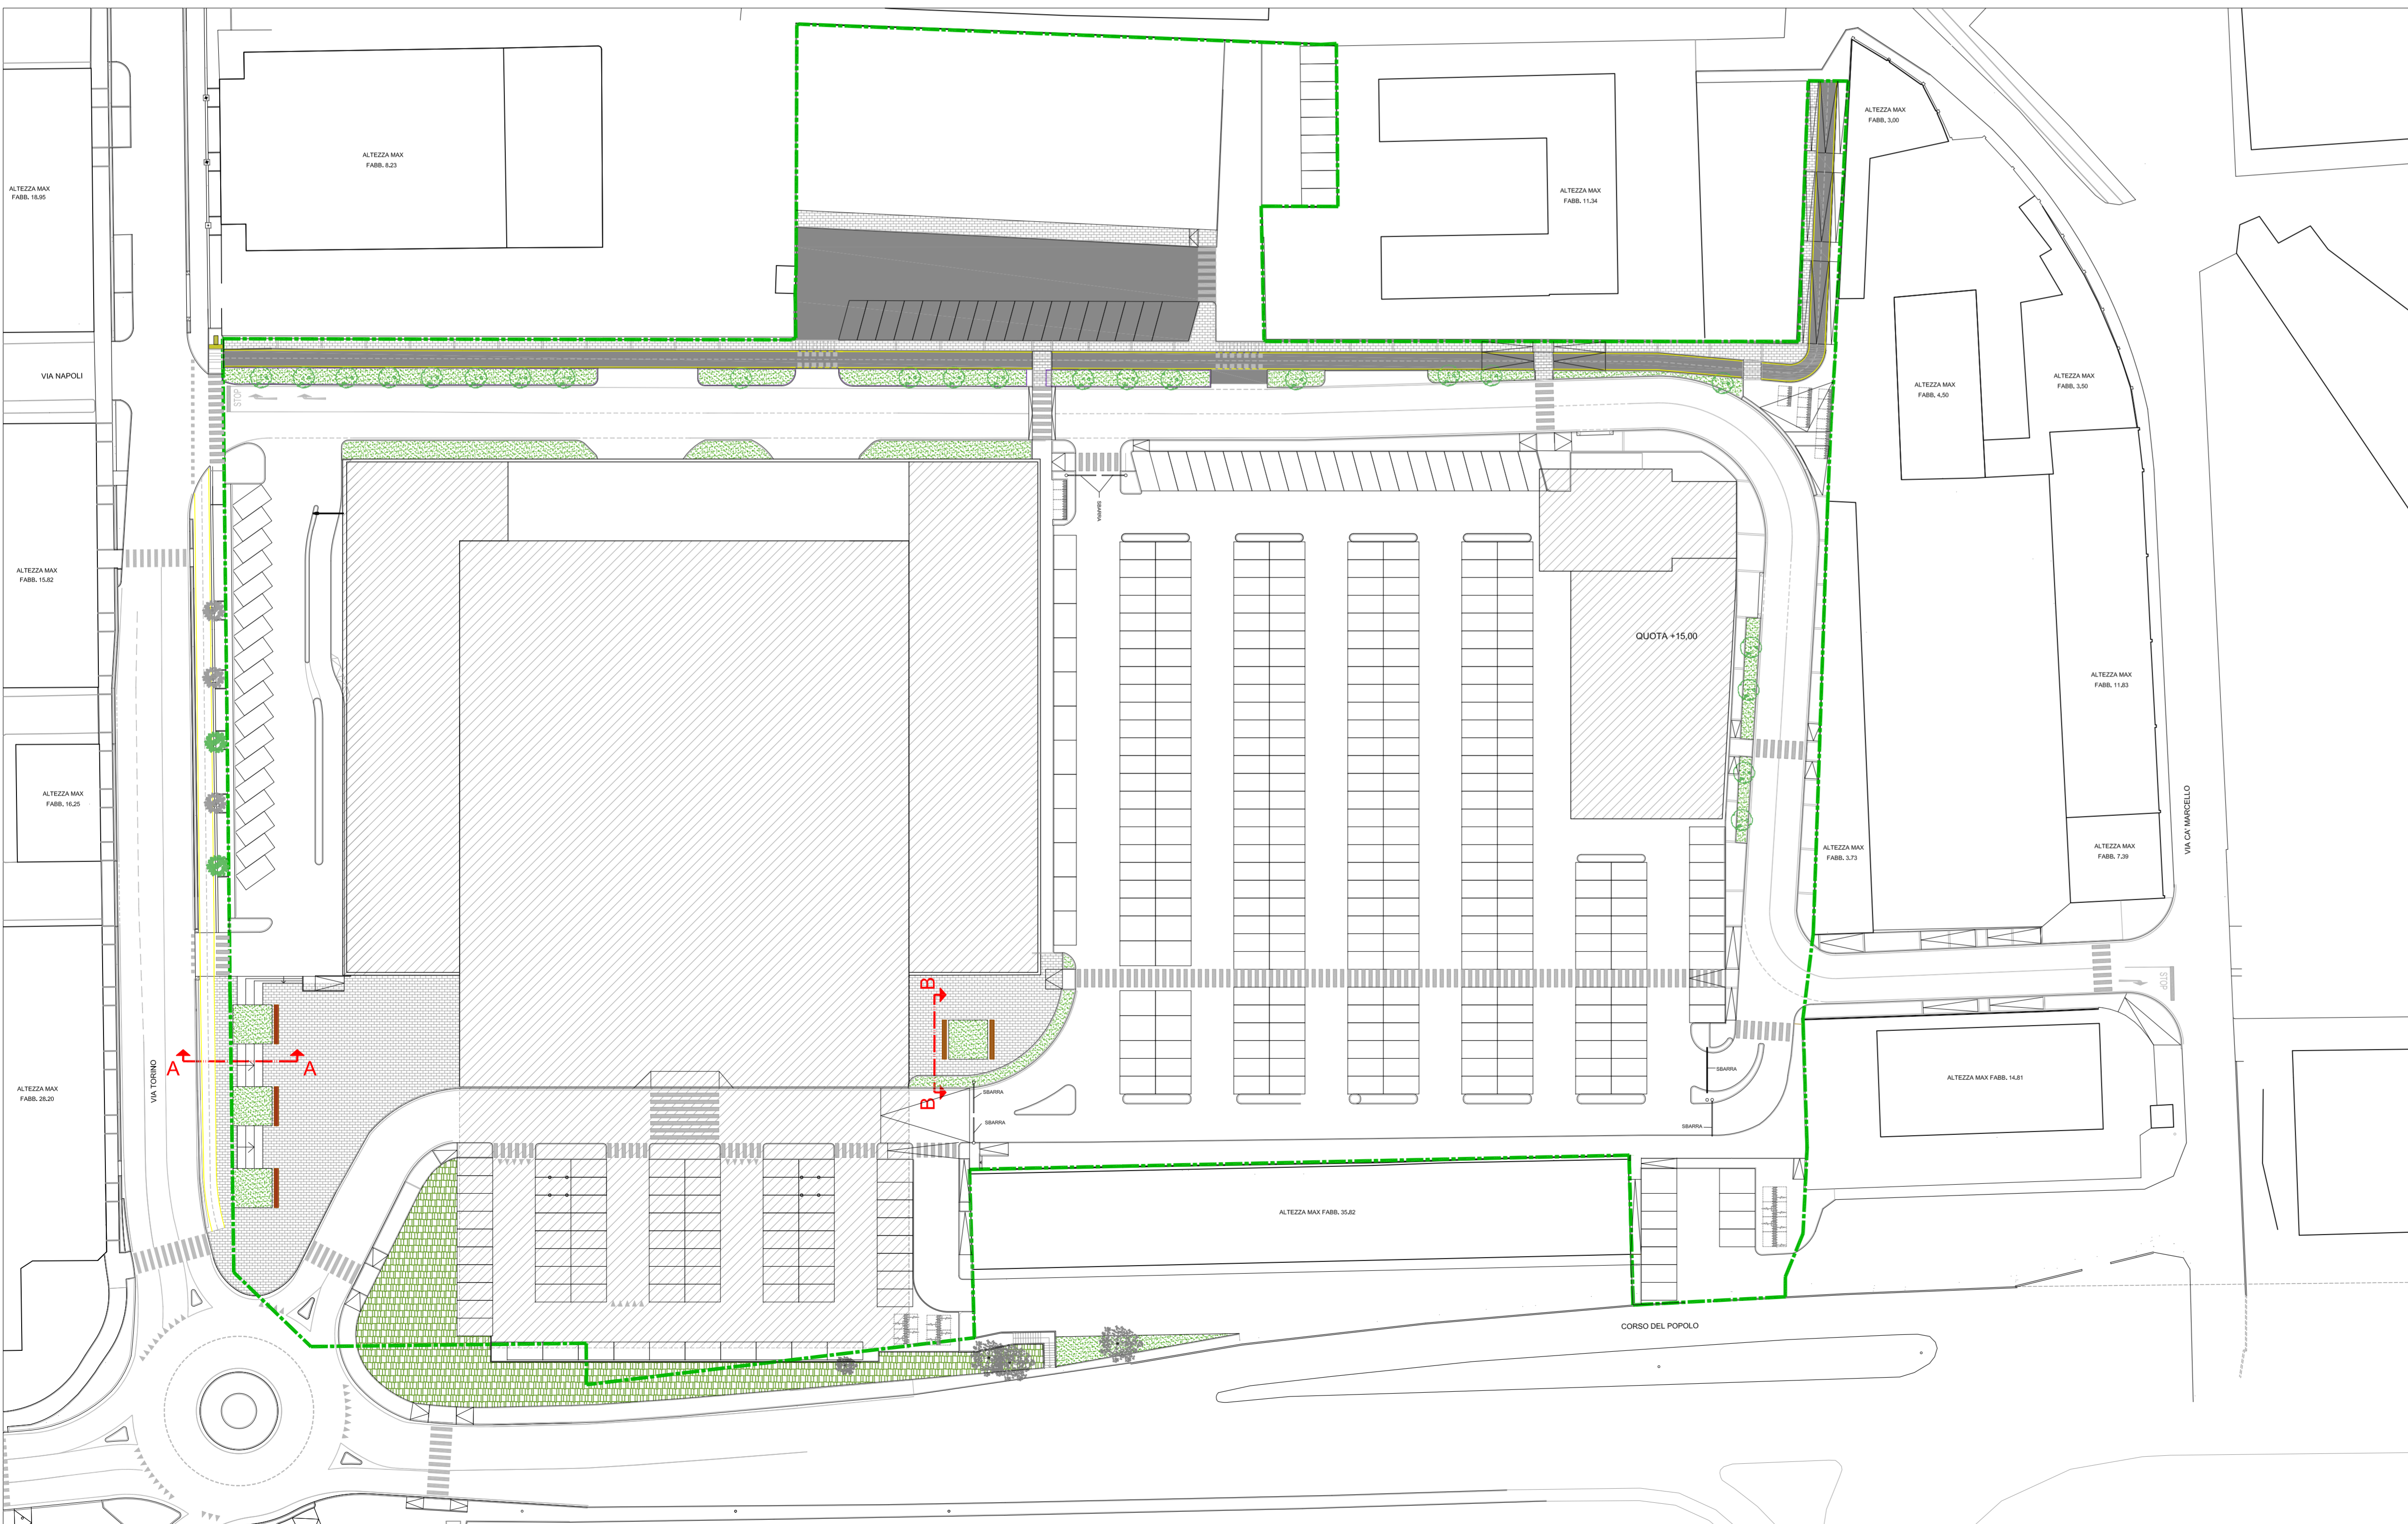 ALTEZZA MAX
FABB. 18.95
ALTEZZA MAX
FABB. 8.23
ALTEZZA MAX
FABB. 11.34
ALTEZZA MAX
FABB. 3.00
VIA NAPOLI
STOP
ALTEZZA MAX
FABB. 4.50
ALTEZZA MAX
FABB. 3.50
SBARRA
ALTEZZA MAX
FABB. 15.82
QUOTA +15.00
ALTEZZA MAX
FABB. 11.83
ALTEZZA MAX
FABB. 16.25
VIA CA' MARCELLO
ALTEZZA MAX
FABB. 3.73
ALTEZZA MAX
FABB. 7.39
STOP
B
A
A
VIA TORINO
B
SBARRA
SBARRA
SBARRA
SBARRA
ALTEZZA MAX
FABB. 28.20
ALTEZZA MAX FABB. 14.81
ALTEZZA MAX FABB. 35.82
CORSO DEL POPOLO